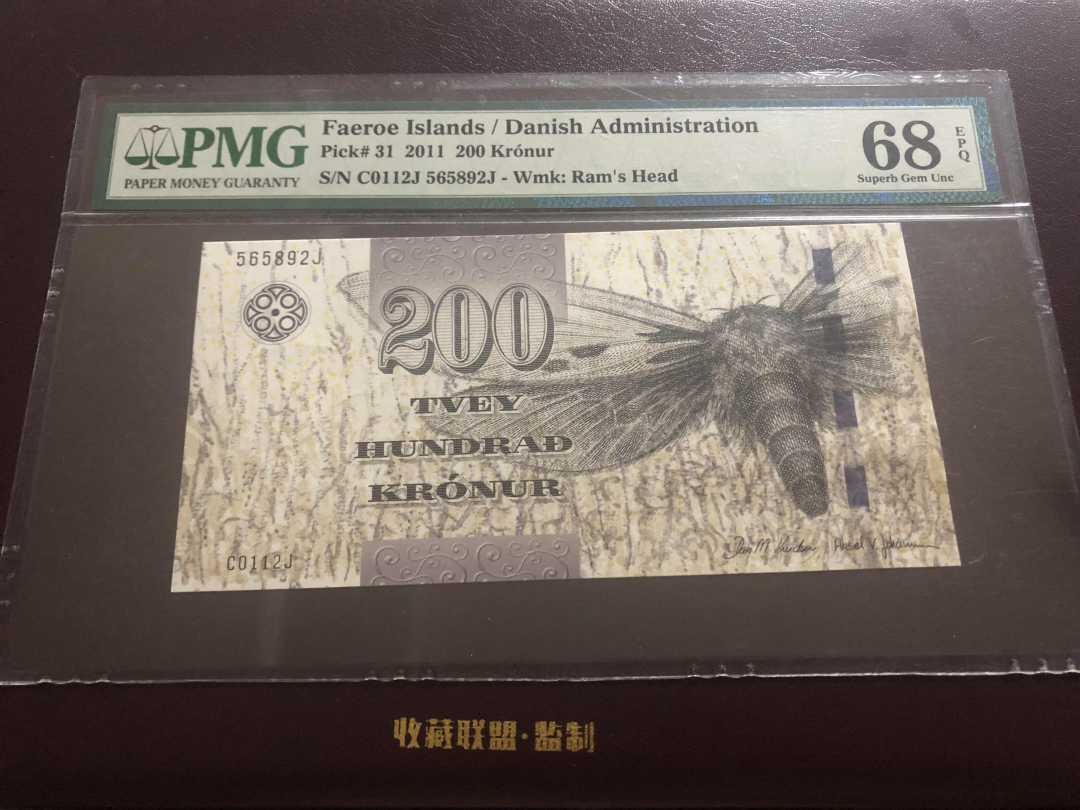 PMG
PAPER MONEY GUARANTY
Faeroe Islands / Danish Administration
Pick# 31 2011 200 Krónur
S/N C0112J 565892J - Wmk: Ram's Head
68
EPQ
Superb Gem Unc
565892J
200
TVEY
HUNDRAÐ
KRÓNUR
C0112J
收藏联盟·监制